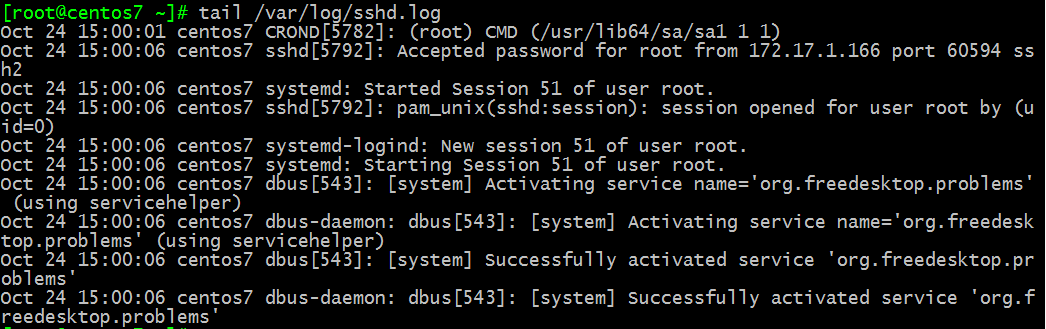 [root@centos7 ~]# tail /var/log/sshd.log
Oct 24 15:00:01 centos7 CROND[5782]: (root) CMD (/usr/lib64/sa/sa1 1 1)
Oct 24 15:00:06 centos7 sshd[5792]: Accepted password for root from 172.17.1.166 port 60594 ss
h2
Oct 24 15:00:06 centos7 systemd: Started Session 51 of user root.
Oct 24 15:00:06 centos7 sshd[5792]: pam_unix(sshd:session): session opened for user root by (u
id=0)
Oct 24 15:00:06 centos7 systemd-logind: New session 51 of user root.
Oct 24 15:00:06 centos7 systemd: Starting Session 51 of user root.
Oct 24 15:00:06 centos7 dbus[543]: [system] Activating service name='org.freedesktop.problems'
 (using servicehelper)
Oct 24 15:00:06 centos7 dbus-daemon: dbus[543]: [system] Activating service name='org.freedesk
top.problems' (using servicehelper)
Oct 24 15:00:06 centos7 dbus[543]: [system] Successfully activated service 'org.freedesktop.pr
oblems'
Oct 24 15:00:06 centos7 dbus-daemon: dbus[543]: [system] Successfully activated service 'org.f
reedesktop.problems'